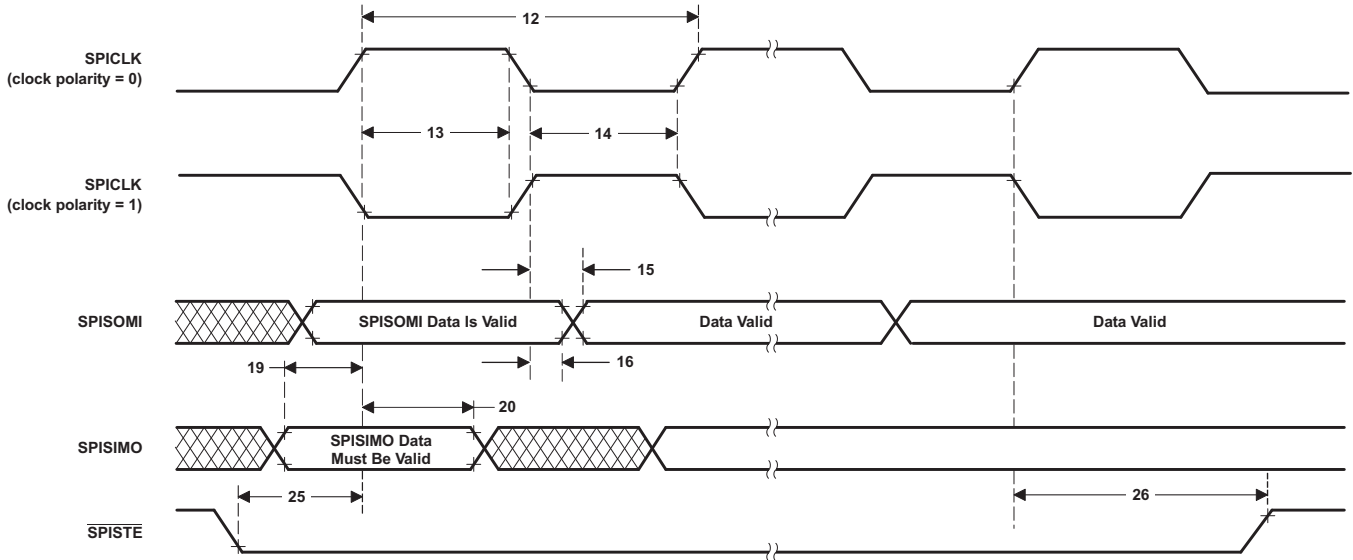 12
SPICLK
(clock polarity = 0)
13
14
SPICLK
(clock polarity = 1)
15
SPISOMI
SPISOMI Data Is Valid
Data Valid
Data Valid
16
19
20
SPISIMO
SPISIMO Data
Must Be Valid
25
26
SPISTE